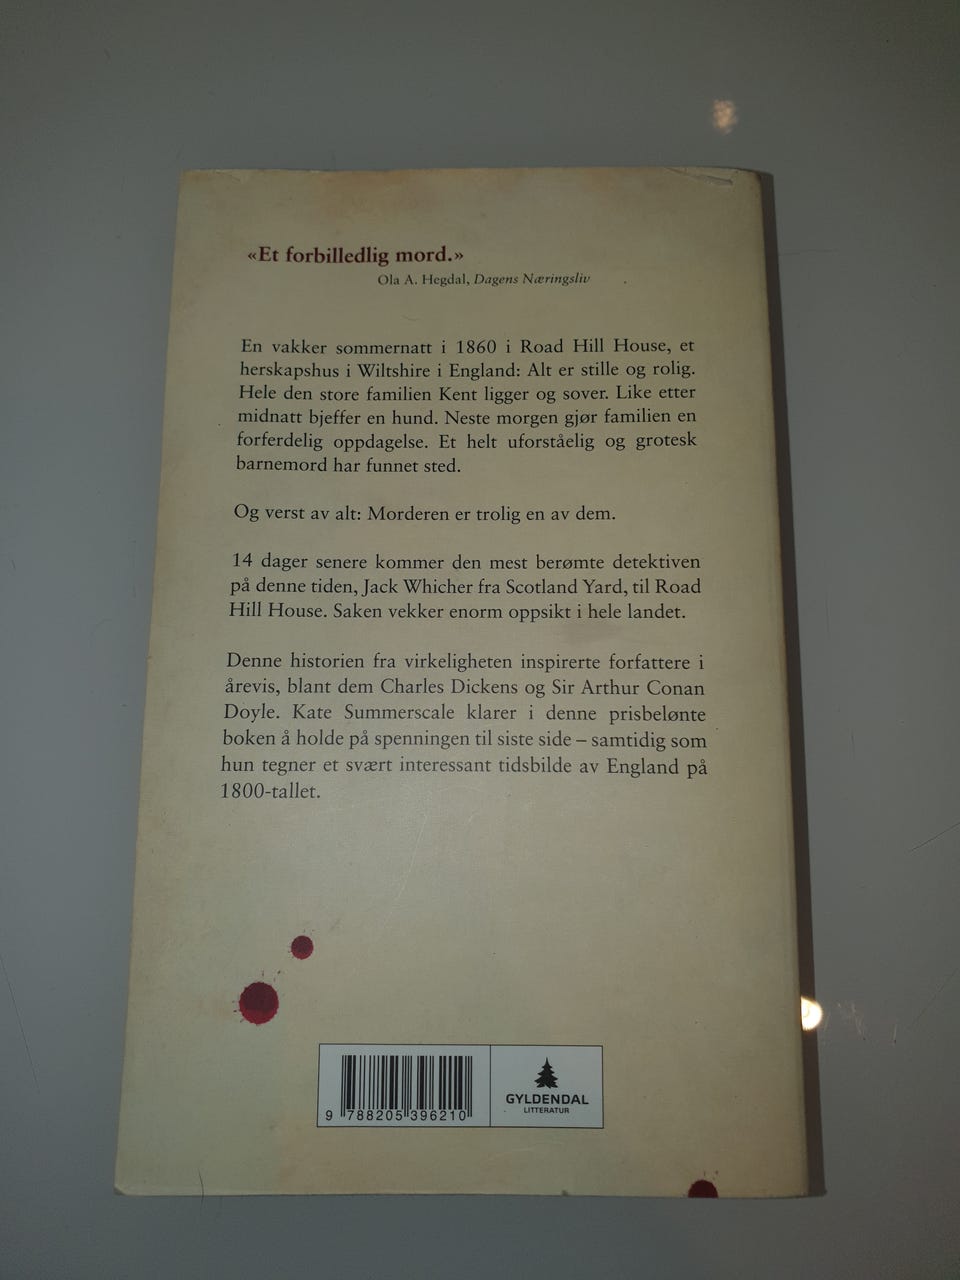 «Et forbilledlig mord.»
Ola A. Hegdal, Dagens Næringsliv
En vakker sommernatt i 1860 i Road Hill House, et
herskapshus i Wiltshire i England: Alt er stille og rolig.
Hele den store familien Kent ligger og sover. Like etter
midnatt bjeffer en hund. Neste morgen gjør familien en
forferdelig oppdagelse. Et helt uforståelig og grotesk
barnemord har funnet sted.
Og verst av alt: Morderen er trolig en av dem.
14 dager senere kommer den mest berømte detektiven
på denne tiden, Jack Whicher fra Scotland Yard, til Road
Hill House. Saken vekker enorm oppsikt i hele landet.
Denne historien fra virkeligheten inspirerte forfattere i
årevis, blant dem Charles Dickens og Sir Arthur Conan
Doyle. Kate Summerscale klarer i denne prisbelønte
boken å holde på spenningen til siste side – samtidig som
hun tegner et svært interessant tidsbilde av England på
1800-tallet.
9 788205 396210
GYLDENDAL
LITTERATUR